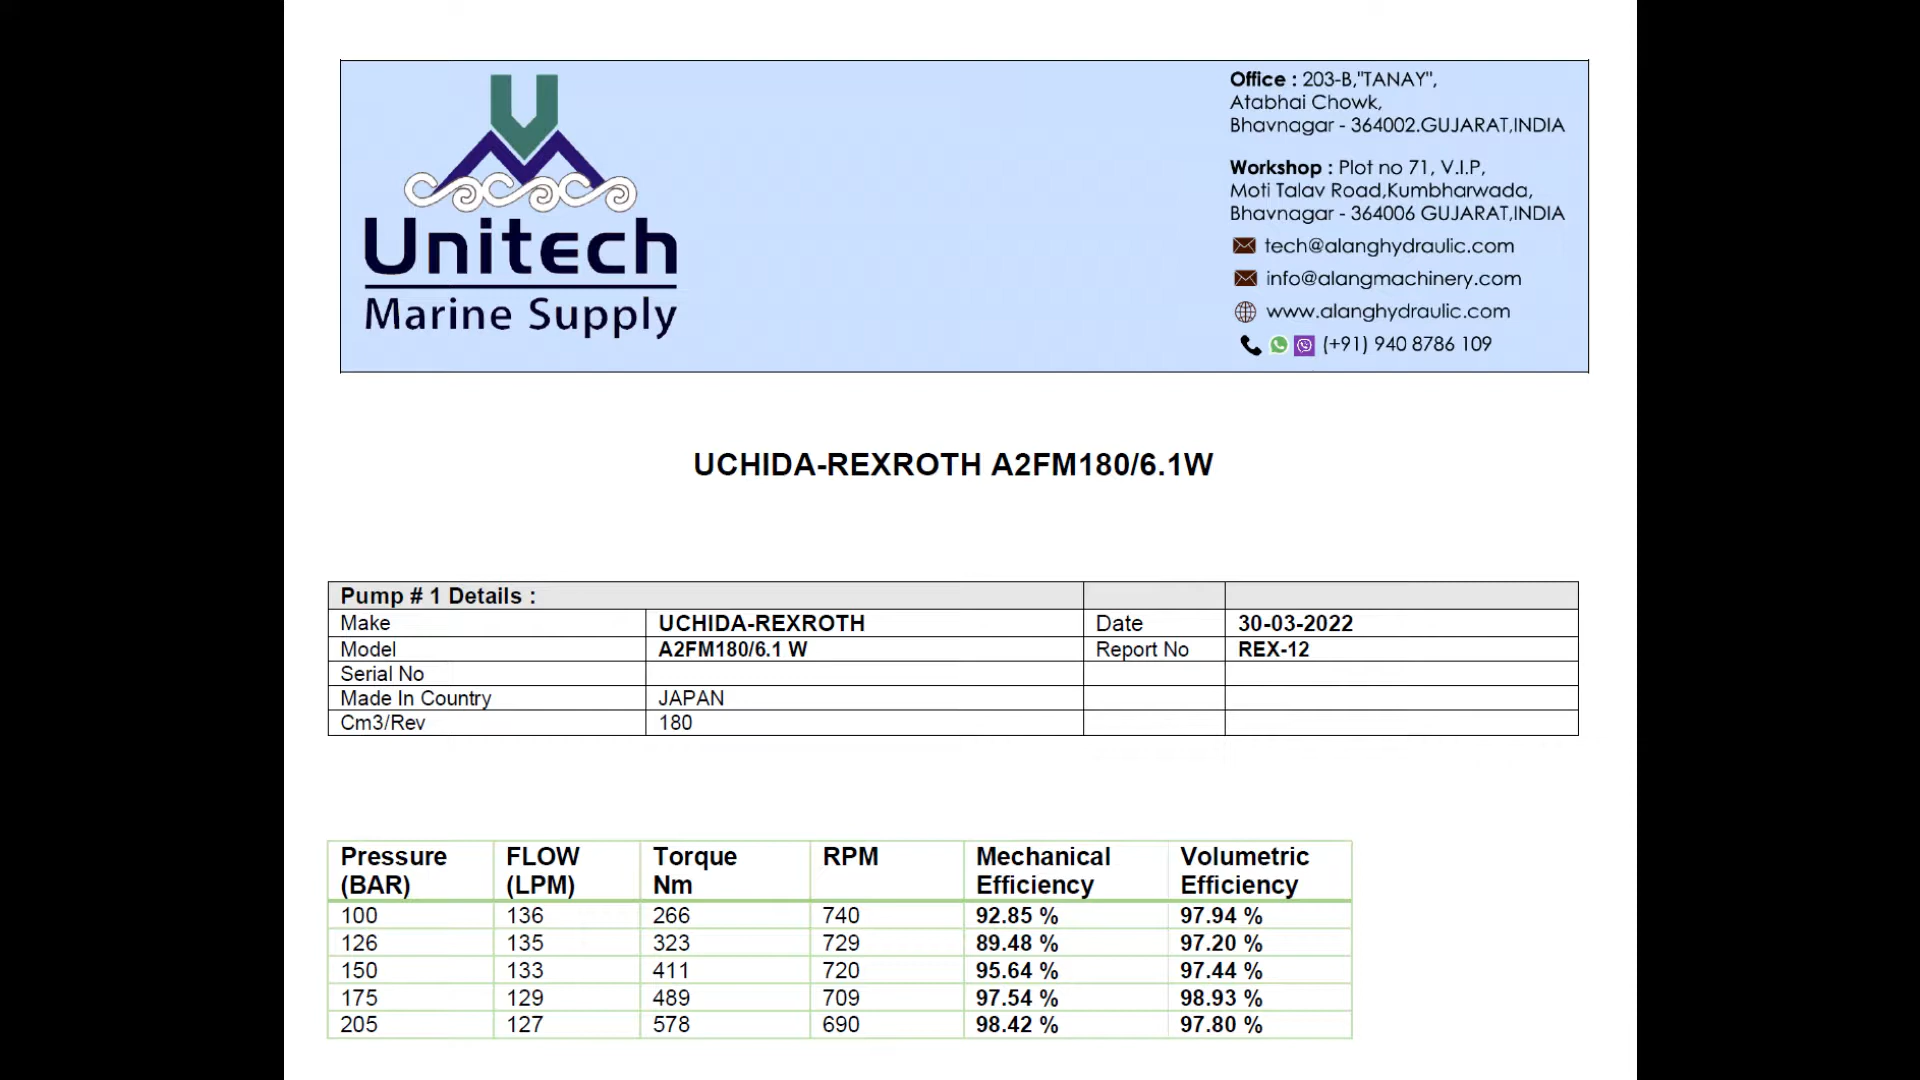 Unitech
Marine Supply
Office : 203-B,"TANAY",
Atabhai Chowk,
Bhavnagar - 364002.GUJARAT,INDIA
Workshop : Plot no 71, V.I.P,
Moti Talav Road,Kumbharwada,
Bhavnagar - 364006 GUJARAT,INDIA
tech@alanghydraulic.com
info@alangmachinery.com
www.alanghydraulic.com
(+91) 940 8786 109
UCHIDA-REXROTH A2FM180/6.1W
Pump # 1 Details :
Make UCHIDA-REXROTH Date 30-03-2022
Model A2FM180/6.1 W Report No REX-12
Serial No
Made In Country JAPAN
Cm3/Rev 180
Pressure (BAR) FLOW (LPM) Torque Nm RPM Mechanical Efficiency Volumetric Efficiency
100 136 266 740 92.85 % 97.94 %
126 135 323 729 89.48 % 97.20 %
150 133 411 720 95.64 % 97.44 %
175 129 489 709 97.54 % 98.93 %
205 127 578 690 98.42 % 97.80 %